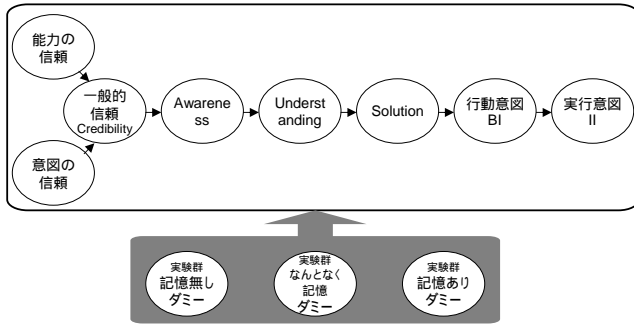 能力の
信頼
一般的
信頼
Credibility
意図の
信頼
Awarene
ss
Underst
anding
Solution
行動意図
BI
実行意図
II
実験群
記憶無し
ダミー
実験群
なんとなく
記憶
ダミー
実験群
記憶あり
ダミー